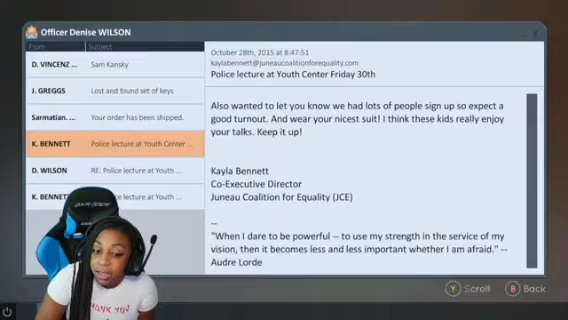 Officer Denise WILSON
X
From
Subject
D. VINCENZ ...
Sam Kansky
J. GREGGS
Lost and found set of keys
Sarmatian. ...
Your order has been shipped.
K. BENNETT
Police lecture at Youth Center ...
D. WILSON
RE: Police lecture at Youth ...
K. BENNETT
Police lecture at Youth ...
October 28th, 2015 at 8:47:51
kaylabennett@juneaucoalitionforequality.com
Police lecture at Youth Center Friday 30th
Also wanted to let you know we had lots of people sign up so expect a
good turnout. And wear your nicest suit! I think these kids really enjoy
your talks. Keep it up!
Kayla Bennett
Co-Executive Director
Juneau Coalition for Equality (JCE)
--
"When I dare to be powerful -- to use my strength in the service of my
vision, then it becomes less and less important whether I am afraid." --
Audre Lorde
THANK YOU
Y Scroll
B Back